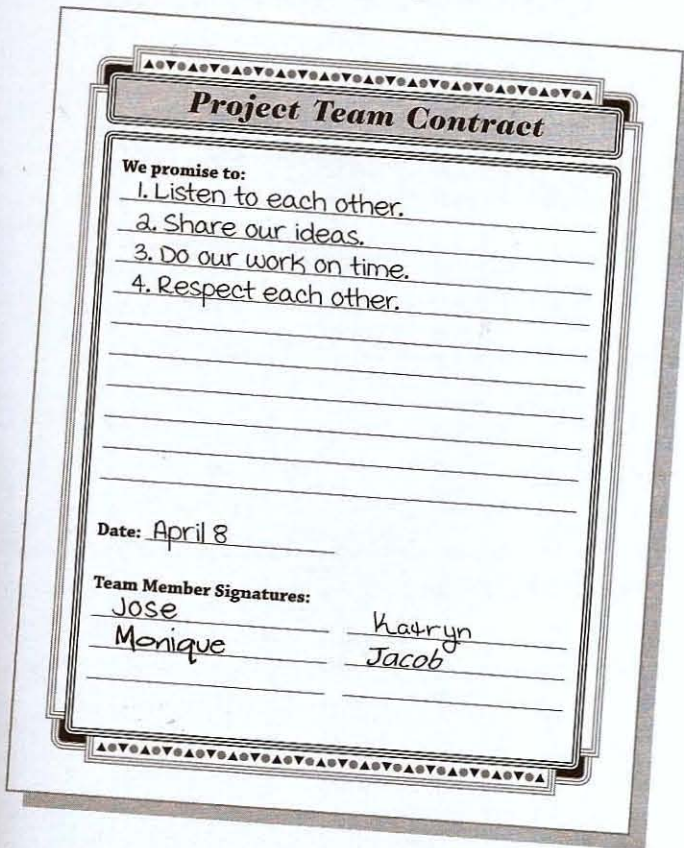 Project Team Contract
We promise to:
1. Listen to each other.
2. Share our ideas.
3. Do our work on time.
4. Respect each other.
Date: April 8
Team Member Signatures:
Jose Katryn
Monique Jacob